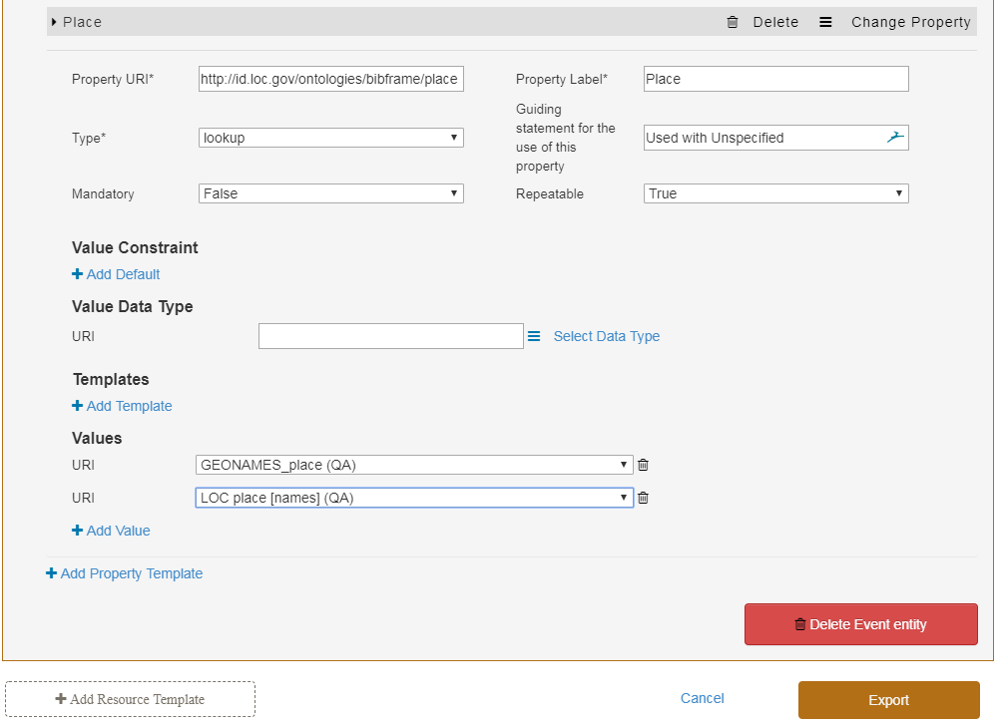 Place Delete Change Property
Property URI* http://id.loc.gov/ontologies/bibframe/place Property Label* Place
Guiding
statement for the
use of this
property
Type* lookup Used with Unspecified
Mandatory False Repeatable True
Value Constraint
Add Default
Value Data Type
URI Select Data Type
Templates
Add Template
Values
URI GEONAMES_place (QA)
URI LOC place [names] (QA)
Add Value
Add Property Template
Delete Event entity
Add Resource Template Cancel Export